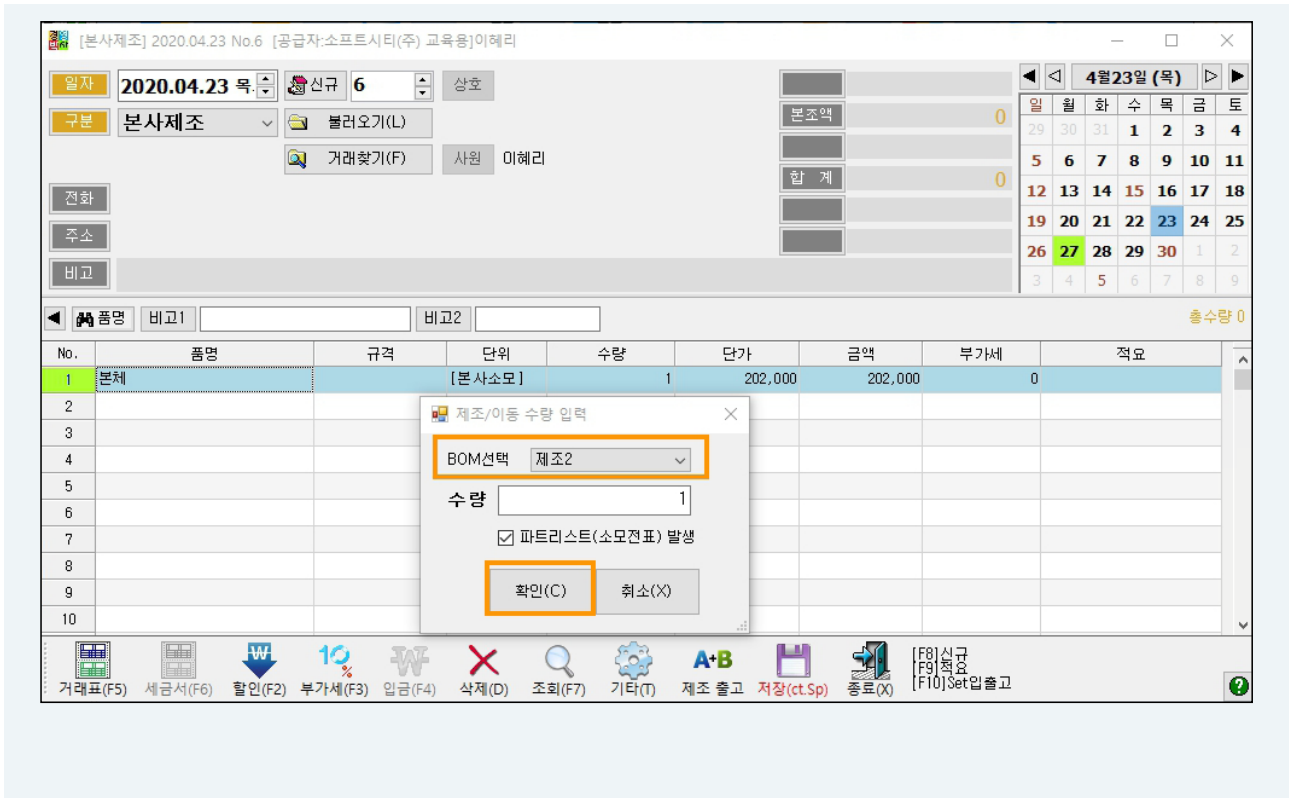 [본사제조] 2020.04.23 No.6 [공급자:소프트시티(주) 교육용]이혜리
일자 2020.04.23 목. 신규 6 상호
구분 본사제조 불러오기(L)
거래찾기(F) 사원 이혜리
전화
주소
비고
본조액 0
합 계 0
4월23일 (목)
일 월 화 수 목 금 토
29 30 31 1 2 3 4
5 6 7 8 9 10 11
12 13 14 15 16 17 18
19 20 21 22 23 24 25
26 27 28 29 30 1 2
3 4 5 6 7 8 9
품명 비고1 비고2 총수량 0
No. 품명 규격 단위 수량 단가 금액 부가세 적요
1 본체 [본사소모] 1 202,000 202,000 0
2
3
4
5
6
7
8
9
10
제조/이동 수량 입력
BOM선택 제조2
수량 1
파트리스트(소모전표) 발생
확인(C) 취소(X)
거래표(F5) 세금서(F6) 할인(F2) 부가세(F3) 입금(F4) 삭제(D) 조회(F7) 기타(T) A+B 제조 출고 저장(ct.Sp) 종료(X)
[F8]신규
[F9]적요
[F10]Set입출고